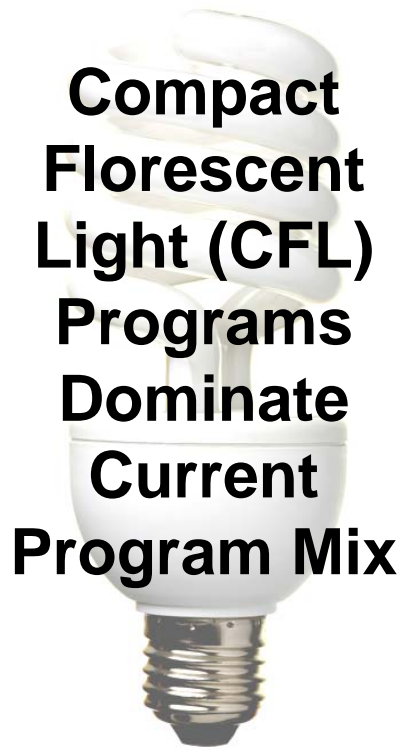 Compact
Florescent
Light (CFL)
Programs
Dominate
Current
Program Mix